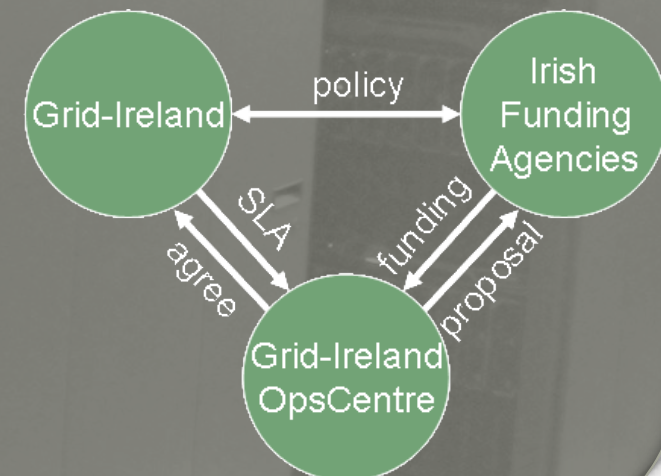 Grid-Ireland
policy
Irish
Funding
Agencies
SLA
agree
funding
proposal
Grid-Ireland
OpsCentre